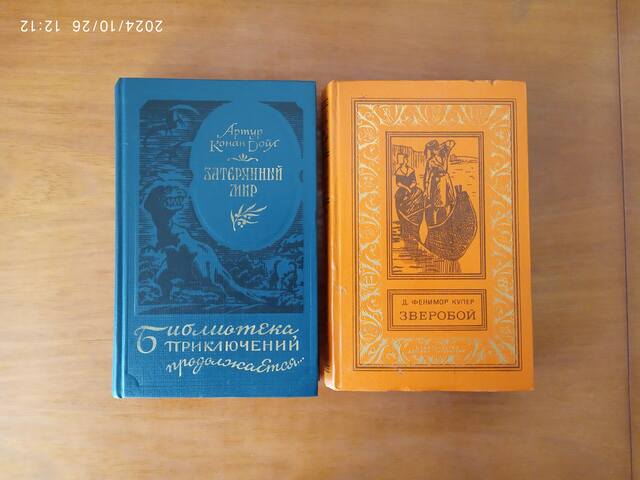 2024/10/26 12:12
Артур
Конан Дойл
ЗАТЕРЯННЫЙ
МИР
Библиотека
ПРИКЛЮЧЕНИЙ
продолжается...
Д. ФЕНИМОР КУПЕР
ЗВЕРОБОЙ